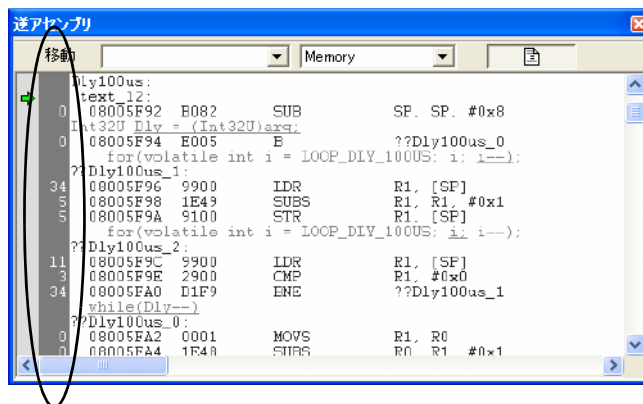 逆アセンブリ
移動 Memory
Dly100us:
text_12:
0 08005F92 B082 SUB SP, SP, #0x8
Int32U Dly = (Int32U)arg;
0 08005F94 E005 B ??Dly100us_0
for(volatile int i = LOOP_DLY_100US; i; i--);
??Dly100us_1:
34 08005F96 9900 LDR R1, [SP]
5 08005F98 1E49 SUBS R1, R1, #0x1
5 08005F9A 9100 STR R1, [SP]
for(volatile int i = LOOP_DLY_100US; i; i--);
??Dly100us_2:
11 08005F9C 9900 LDR R1, [SP]
3 08005F9E 2900 CMP R1, #0x0
34 08005FA0 D1F9 BNE ??Dly100us_1
while(Dly--)
??Dly100us_0:
0 08005FA2 0001 MOVS R1, R0
0 08005FA4 1E48 SUBS R0, R1, #0x1